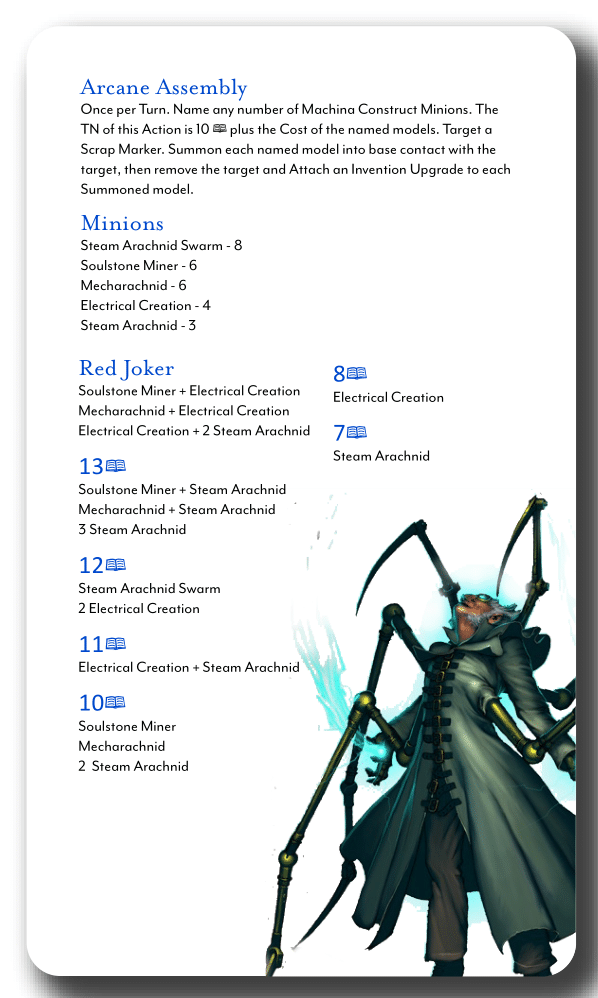 Arcane Assembly
Once per Turn. Name any number of Machina Construct Minions. The
TN of this Action is 10 plus the Cost of the named models. Target a
Scrap Marker. Summon each named model into base contact with the
target, then remove the target and Attach an Invention Upgrade to each
Summoned model.
Minions
Steam Arachnid Swarm - 8
Soulstone Miner - 6
Mecharachnid - 6
Electrical Creation - 4
Steam Arachnid - 3
Red Joker
Soulstone Miner + Electrical Creation
Mecharachnid + Electrical Creation
Electrical Creation + 2 Steam Arachnid
13
Soulstone Miner + Steam Arachnid
Mecharachnid + Steam Arachnid
3 Steam Arachnid
12
Steam Arachnid Swarm
2 Electrical Creation
11
Electrical Creation + Steam Arachnid
10
Soulstone Miner
Mecharachnid
2 Steam Arachnid
8
Electrical Creation
7
Steam Arachnid